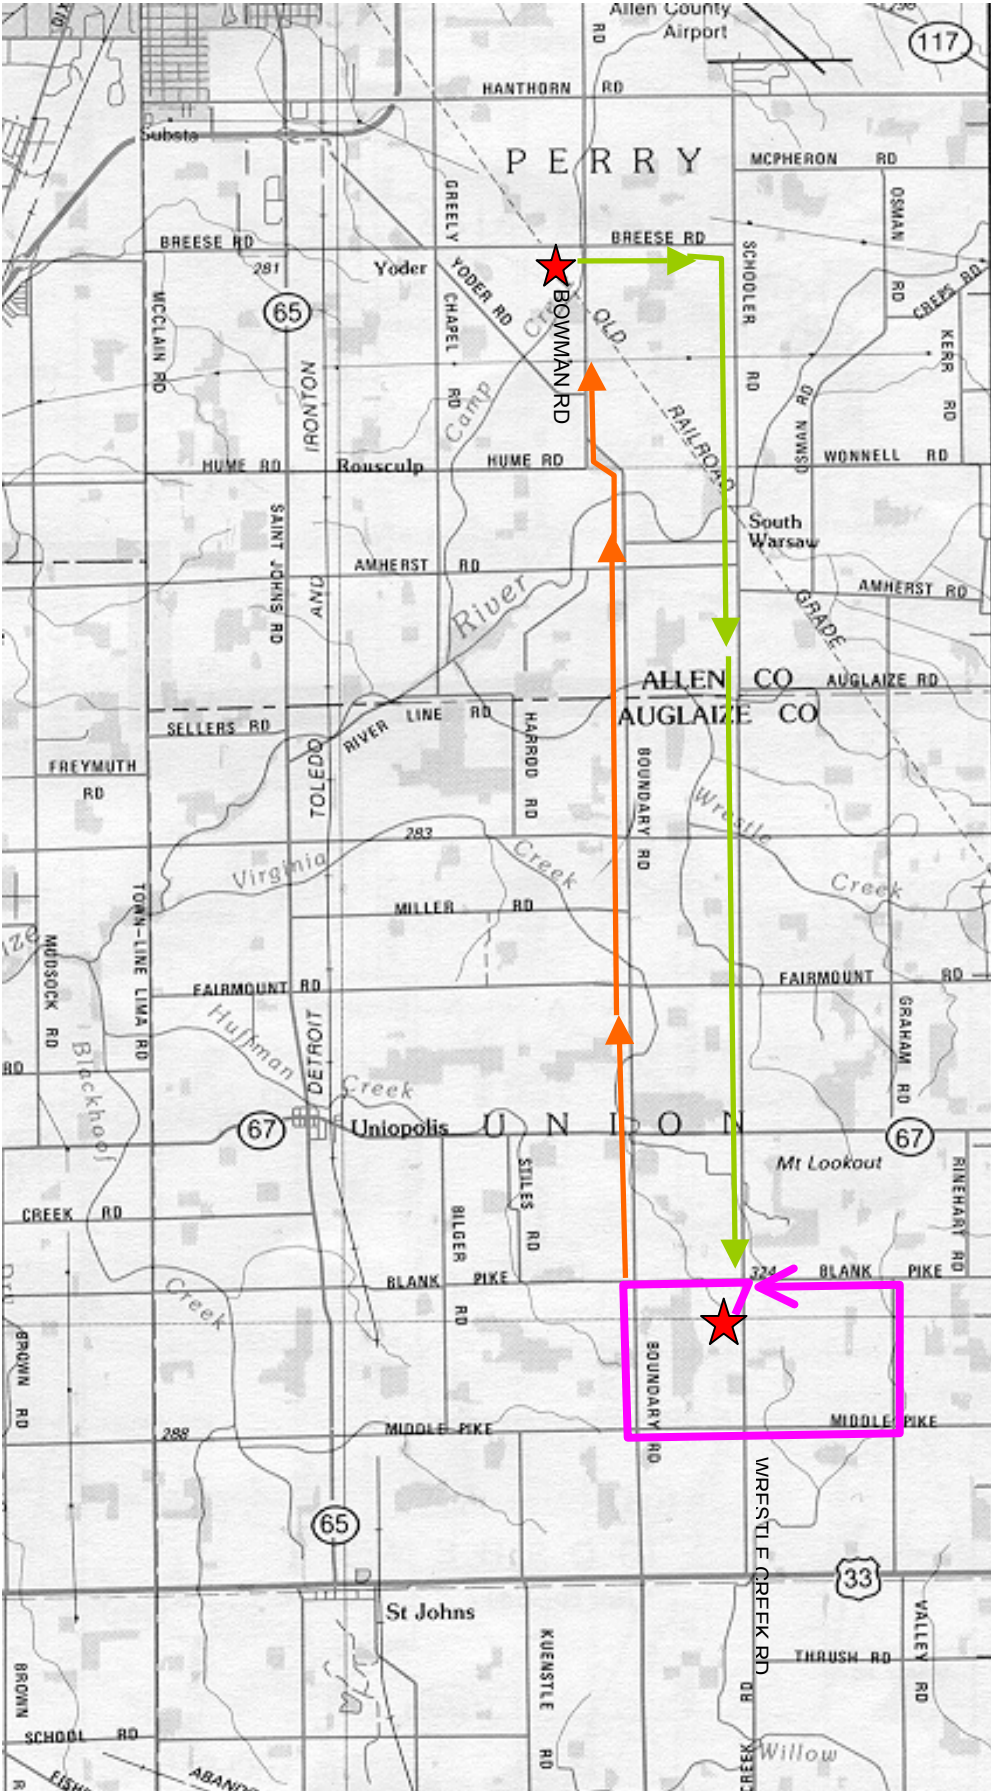 Allen County
Airport
RD
117
HANTHORN RD
Substa
PERRY
MCPHERON RD
GREELY
CHAPEL
RD
OSMAN
RD
BREESE RD
BREESE RD
281
Yoder
YODER RD
SCHOOLER
RD
CREPS RD
65
MCCLAIN RD
BOWMAN RD
OLD
RAILROAD
GRADE
KERR
RD
IRONTON
AND
TOLEDO
DETROIT
Camp
Creek
OSMAN RD
HUME RD
Rousculp
HUME RD
WONNELL RD
SAINT JOHNS RD
South
Warsaw
AMHERST RD
AMHERST RD
River
ALLEN CO
AUGLAIZE RD
AUGLAIZE CO
SELLERS RD
RIVER
LINE RD
HARROD RD
BOUNDARY RD
FREYMUTH
RD
Wrestle
Creek
283
Virginia
Creek
MILLER RD
TOWN-LINE LIMA RD
MUDSOCK RD
FAIRMOUNT RD
FAIRMOUNT RD
GRAHAM RD
Huffman
Creek
Blackhoof
Creek
RD
67
Uniopolis
UNION
67
Mt Lookout
STILES RD
RINEHART RD
CREEK RD
BILGER
RD
BLANK PIKE
324
BLANK PIKE
BROWN
RD
BOUNDARY
RD
MIDDLE PIKE
MIDDLE PIKE
288
WRESTLE CREEK RD
65
33
St Johns
VALLEY
RD
KUENSTLE
RD
THRUSH RD
BROWN
RD
CREEK
SCHOOL RD
Willow